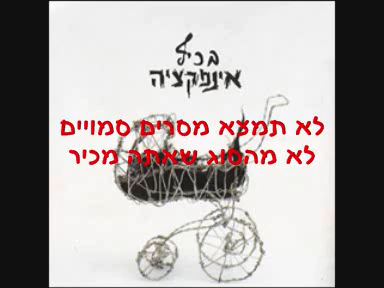 בכיל
אינפקציה
לא תמצא מסרים סמויים
לא מהסוג שאתה מכיר